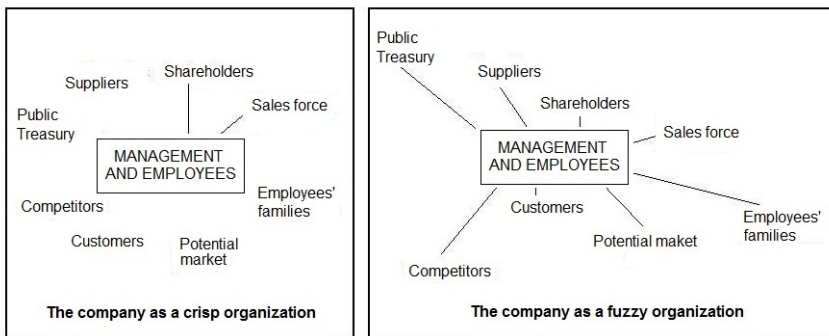 Suppliers
Shareholders
Sales force
Public
Treasury
MANAGEMENT
AND EMPLOYEES
Competitors
Employees'
families
Customers
Potential
market
The company as a crisp organization
Public
Treasury
Suppliers
Shareholders
Sales force
MANAGEMENT
AND EMPLOYEES
Customers
Employees'
families
Potential maket
Competitors
The company as a fuzzy organization